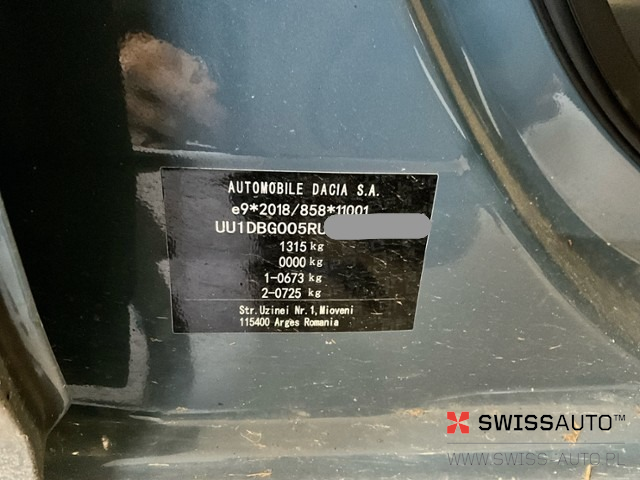 AUTOMOBILE DACIA S.A.
e9*2018/858*11001
UU1DBG005RU
1315 kg
0000 kg
1-0673 kg
2-0725 kg
Str.Uzinei Nr.1,Mioveni
115400 Arges Romania
SWISSAUTO™
WWW.SWISS-AUTO.PL